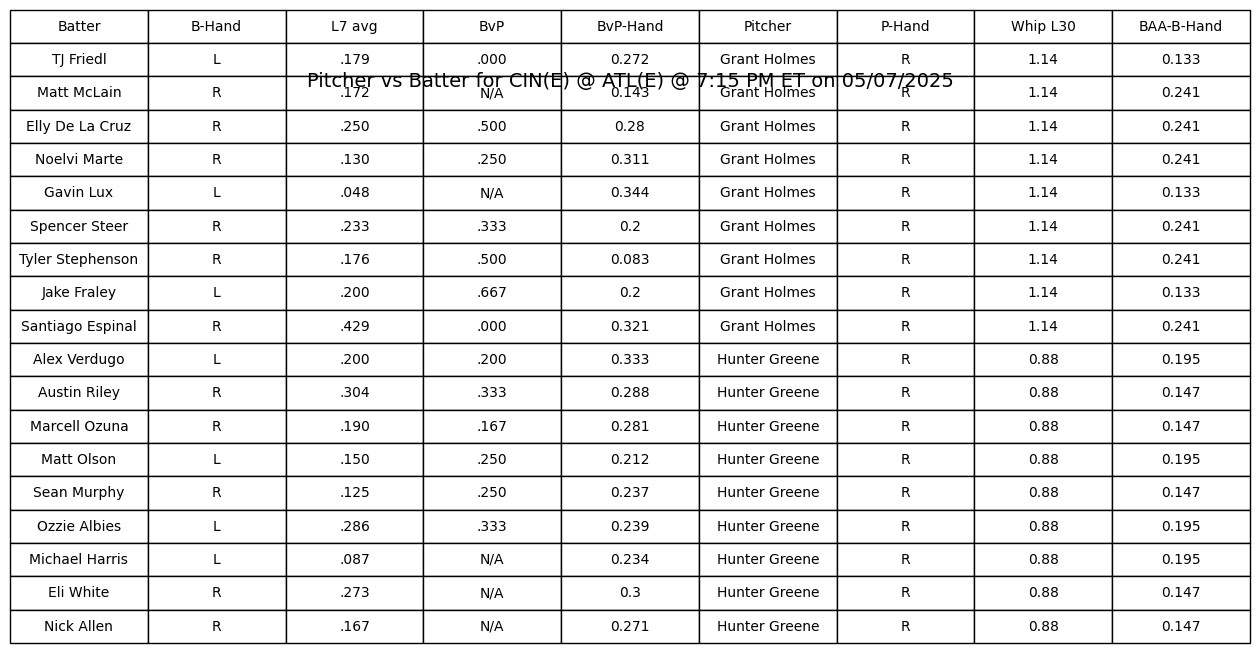 Batter B-Hand L7 avg BvP BvP-Hand Pitcher P-Hand Whip L30 BAA-B-Hand
TJ Friedl L .179 .000 0.272 Grant Holmes R 1.14 0.133
Pitcher vs Batter for CIN(E) @ ATL(E) @ 7:15 PM ET on 05/07/2025
Matt McLain R .172 N/A 0.143 Grant Holmes R 1.14 0.241
Elly De La Cruz R .250 .500 0.28 Grant Holmes R 1.14 0.241
Noelvi Marte R .130 .250 0.311 Grant Holmes R 1.14 0.241
Gavin Lux L .048 N/A 0.344 Grant Holmes R 1.14 0.133
Spencer Steer R .233 .333 0.2 Grant Holmes R 1.14 0.241
Tyler Stephenson R .176 .500 0.083 Grant Holmes R 1.14 0.241
Jake Fraley L .200 .667 0.2 Grant Holmes R 1.14 0.133
Santiago Espinal R .429 .000 0.321 Grant Holmes R 1.14 0.241
Alex Verdugo L .200 .200 0.333 Hunter Greene R 0.88 0.195
Austin Riley R .304 .333 0.288 Hunter Greene R 0.88 0.147
Marcell Ozuna R .190 .167 0.281 Hunter Greene R 0.88 0.147
Matt Olson L .150 .250 0.212 Hunter Greene R 0.88 0.195
Sean Murphy R .125 .250 0.237 Hunter Greene R 0.88 0.147
Ozzie Albies L .286 .333 0.239 Hunter Greene R 0.88 0.195
Michael Harris L .087 N/A 0.234 Hunter Greene R 0.88 0.195
Eli White R .273 N/A 0.3 Hunter Greene R 0.88 0.147
Nick Allen R .167 N/A 0.271 Hunter Greene R 0.88 0.147